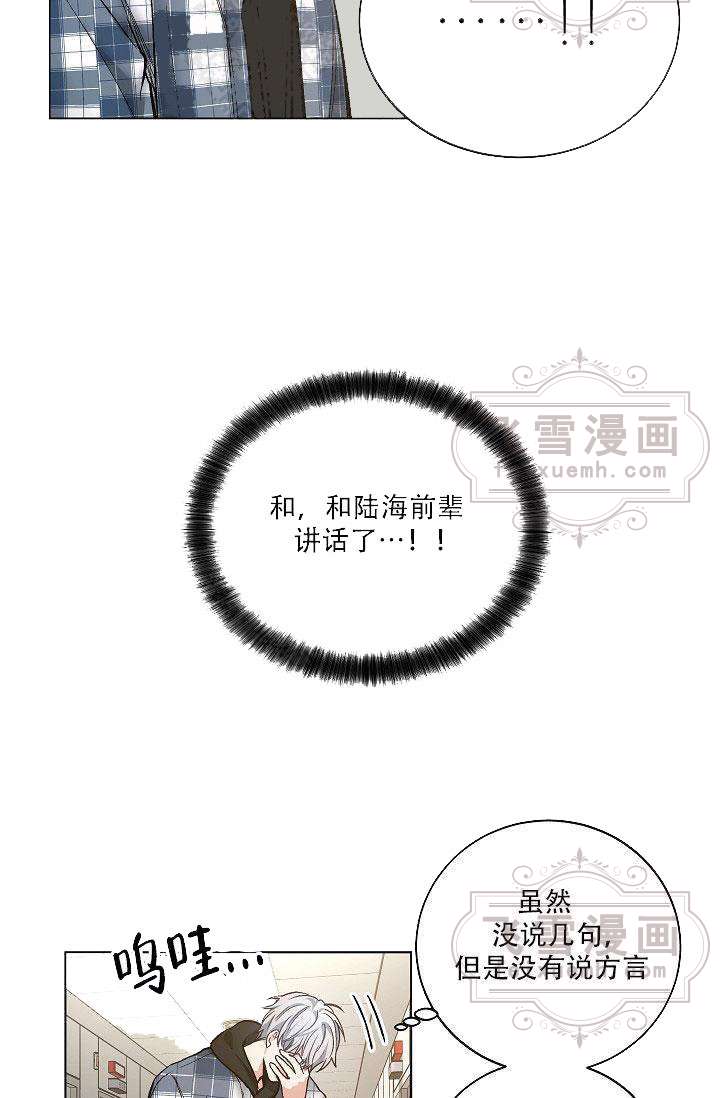 ......!!
飞雪漫画
feixuemh.com
和，和陆海前辈
讲话了…！！
虽然
没说几句，
但是没有说方言
呜哇...
飞雪漫画
feixuemh.com